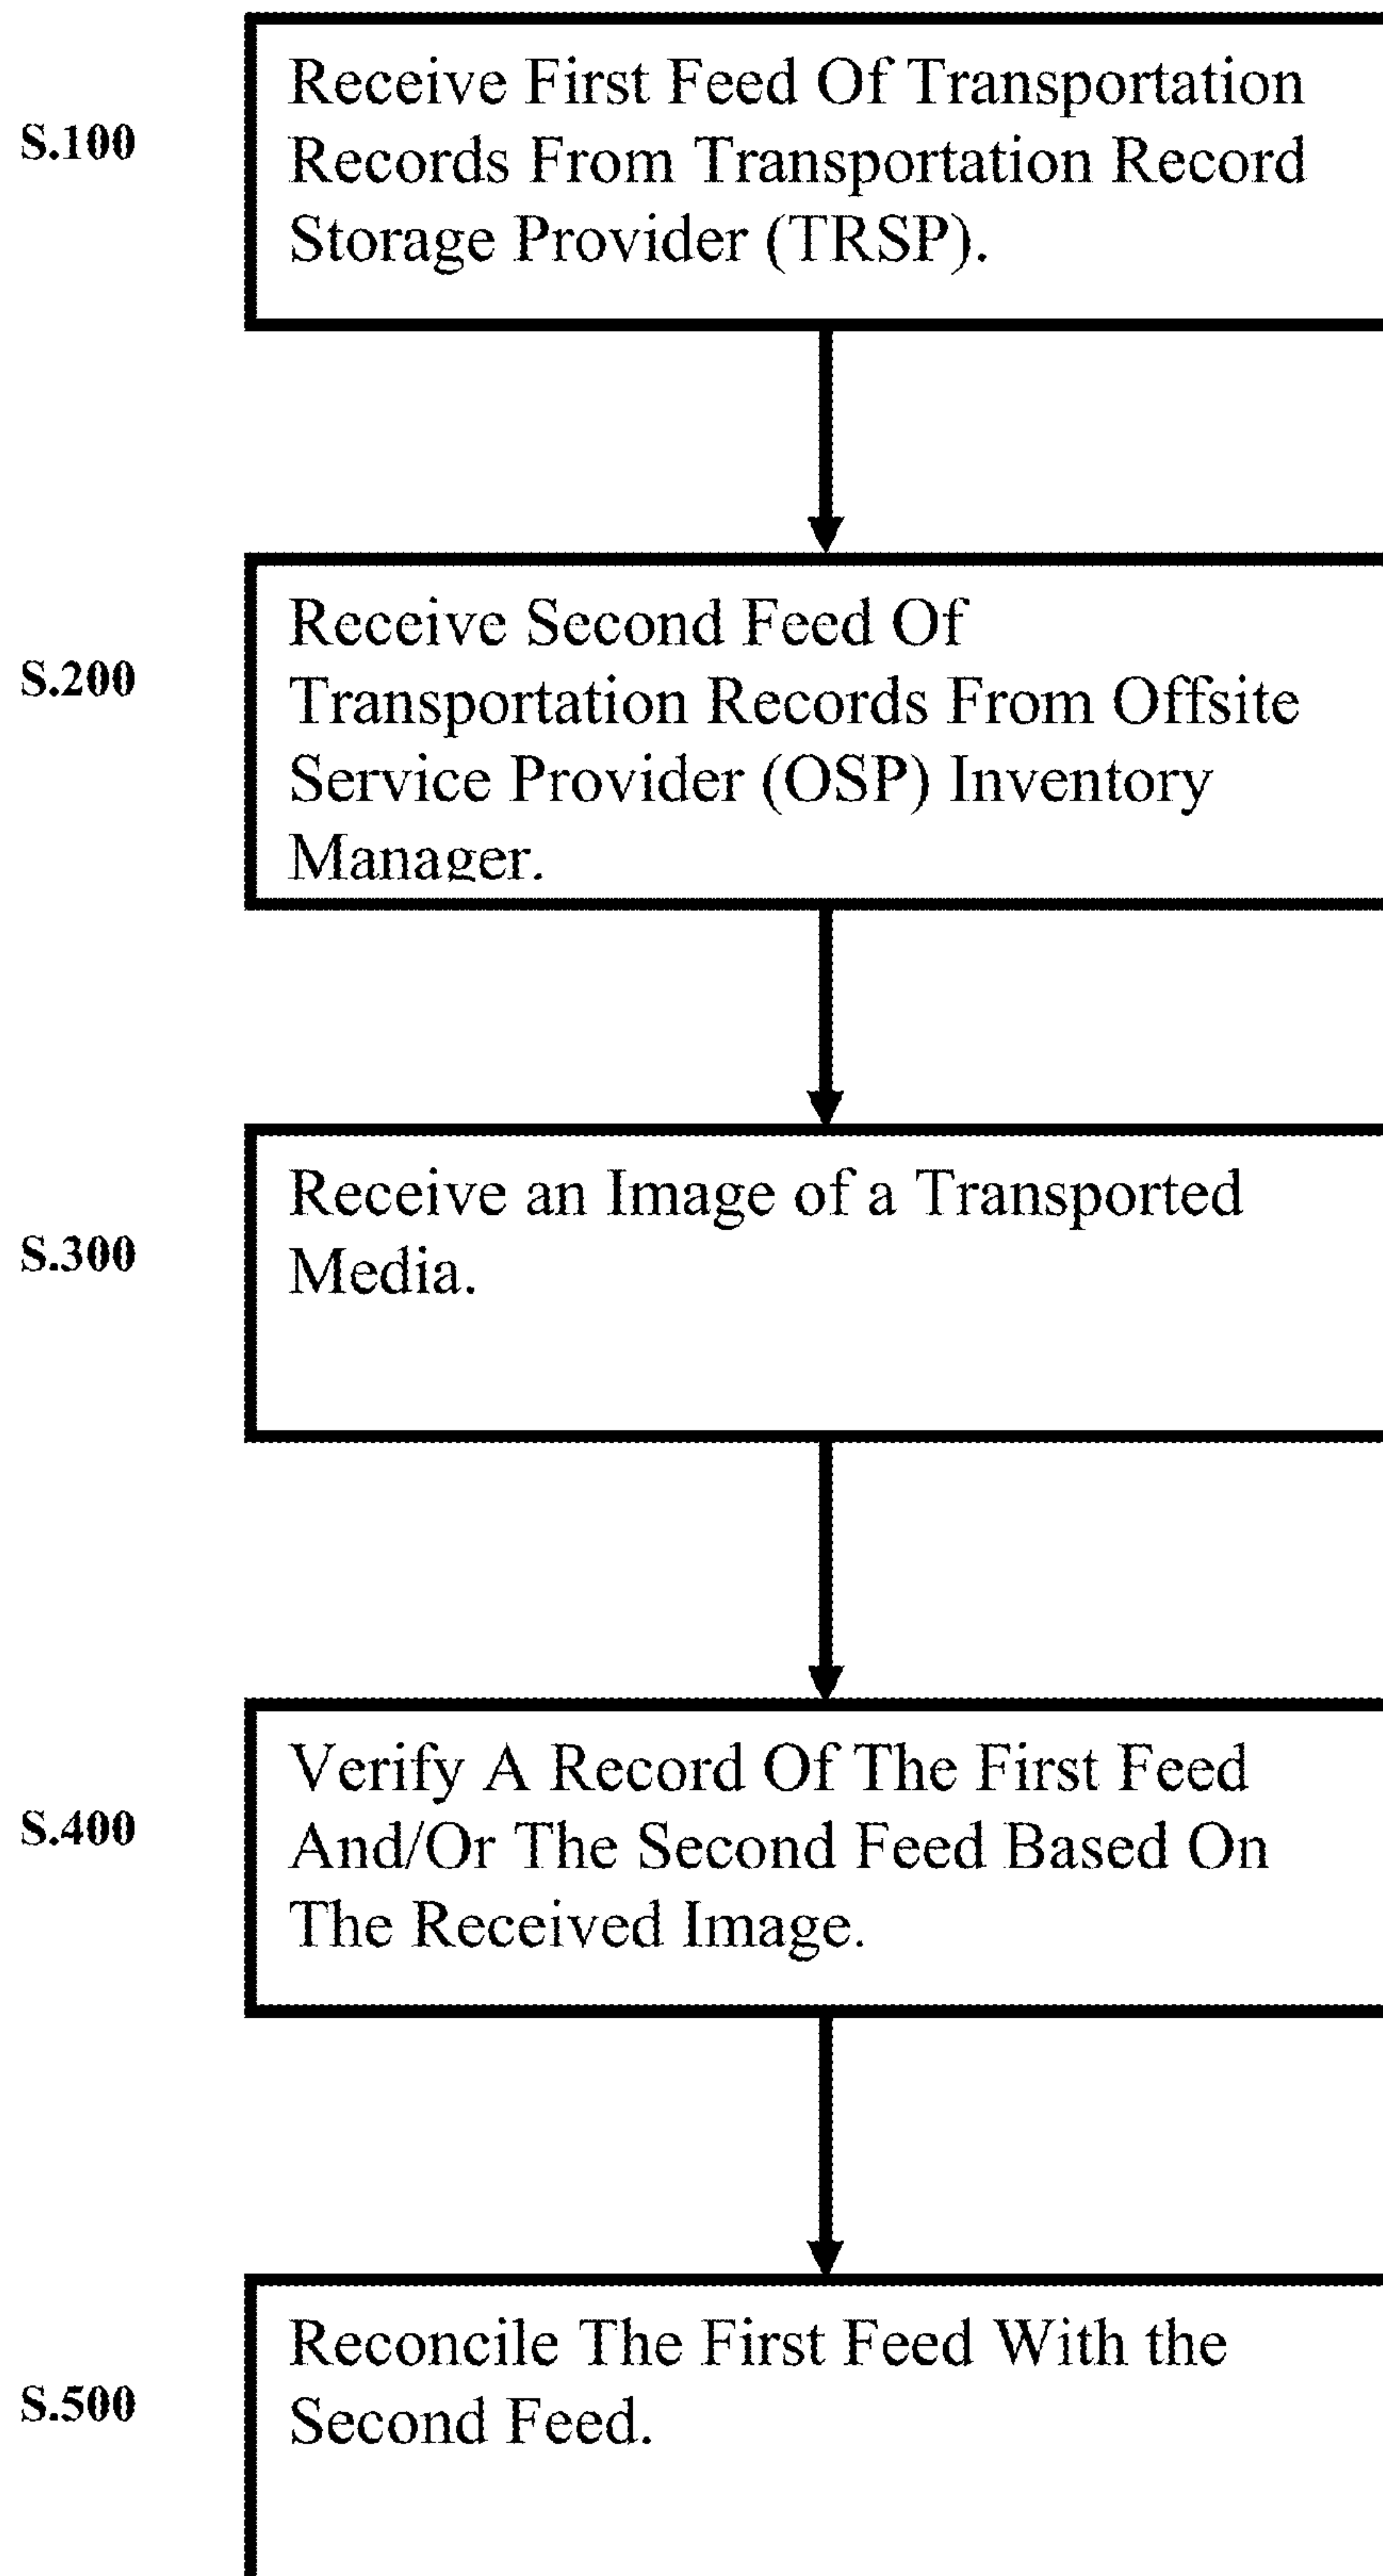 S.100
Receive First Feed Of Transportation
Records From Transportation Record
Storage Provider (TRSP).
S.200
Receive Second Feed Of
Transportation Records From Offsite
Service Provider (OSP) Inventory
Manager.
S.300
Receive an Image of a Transported
Media.
S.400
Verify A Record Of The First Feed
And/Or The Second Feed Based On
The Received Image.
S.500
Reconcile The First Feed With the
Second Feed.